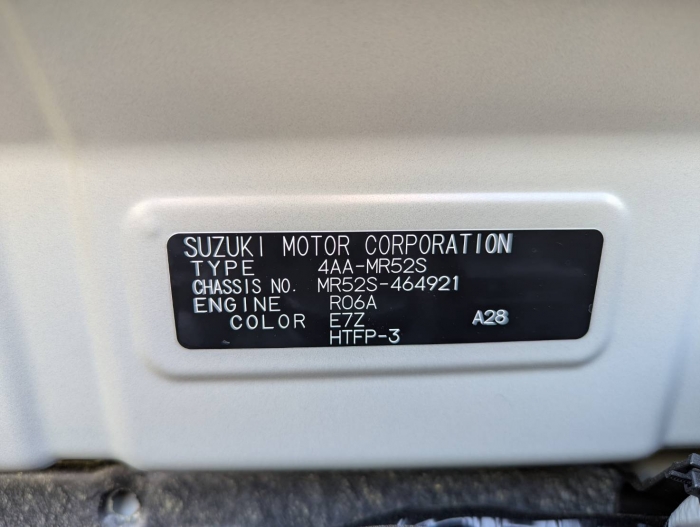 SUZUKI MOTOR CORPORATION
TYPE 4AA-MR52S
CHASSIS NO. MR52S-464921
ENGINE R06A
COLOR E7Z A28
HTFP-3